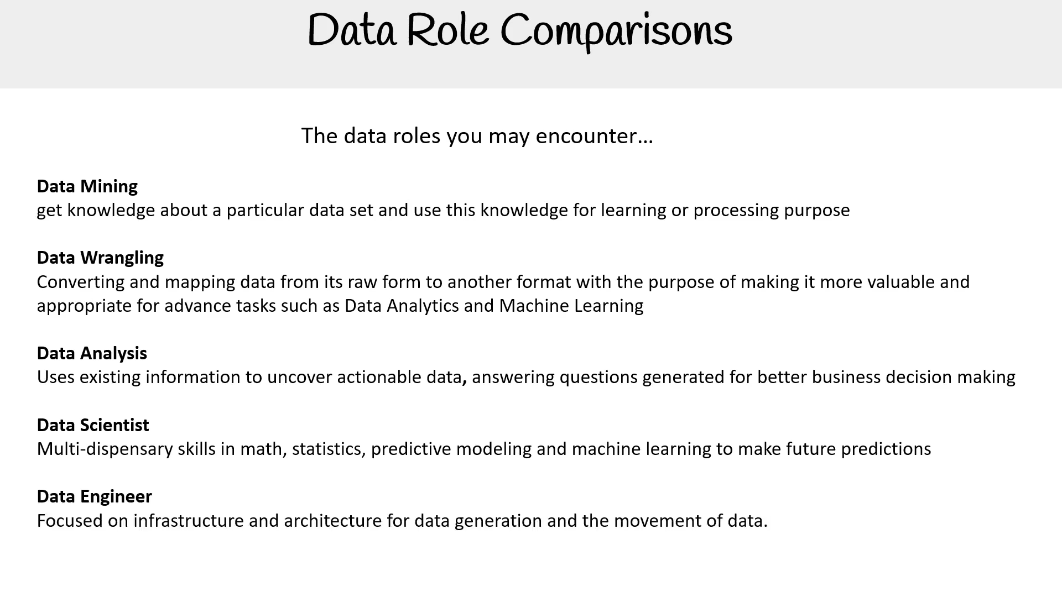 Data Role Comparisons
The data roles you may encounter...
Data Mining
get knowledge about a particular data set and use this knowledge for learning or processing purpose
Data Wrangling
Converting and mapping data from its raw form to another format with the purpose of making it more valuable and
appropriate for advance tasks such as Data Analytics and Machine Learning
Data Analysis
Uses existing information to uncover actionable data, answering questions generated for better business decision making
Data Scientist
Multi-dispensary skills in math, statistics, predictive modeling and machine learning to make future predictions
Data Engineer
Focused on infrastructure and architecture for data generation and the movement of data.